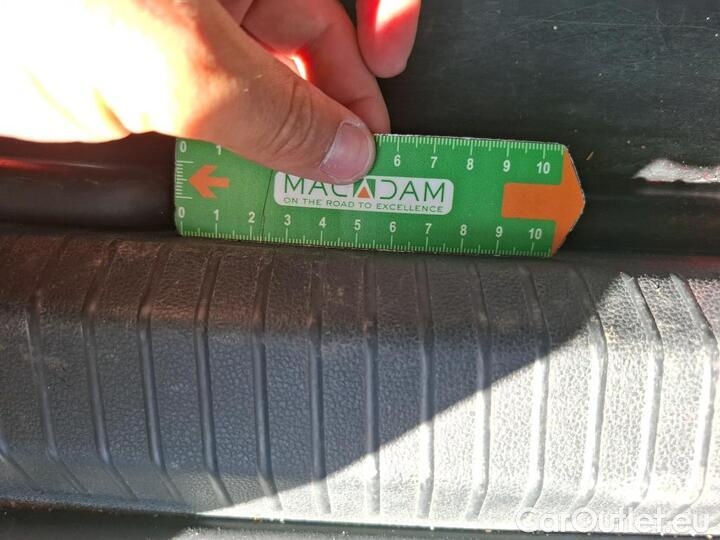 0 1 6 7 8 9 10
MACADAM
ON THE ROAD TO EXCELLENCE
0 1 2 3 4 5 6 7 8 9 10
CarOutlet.eu